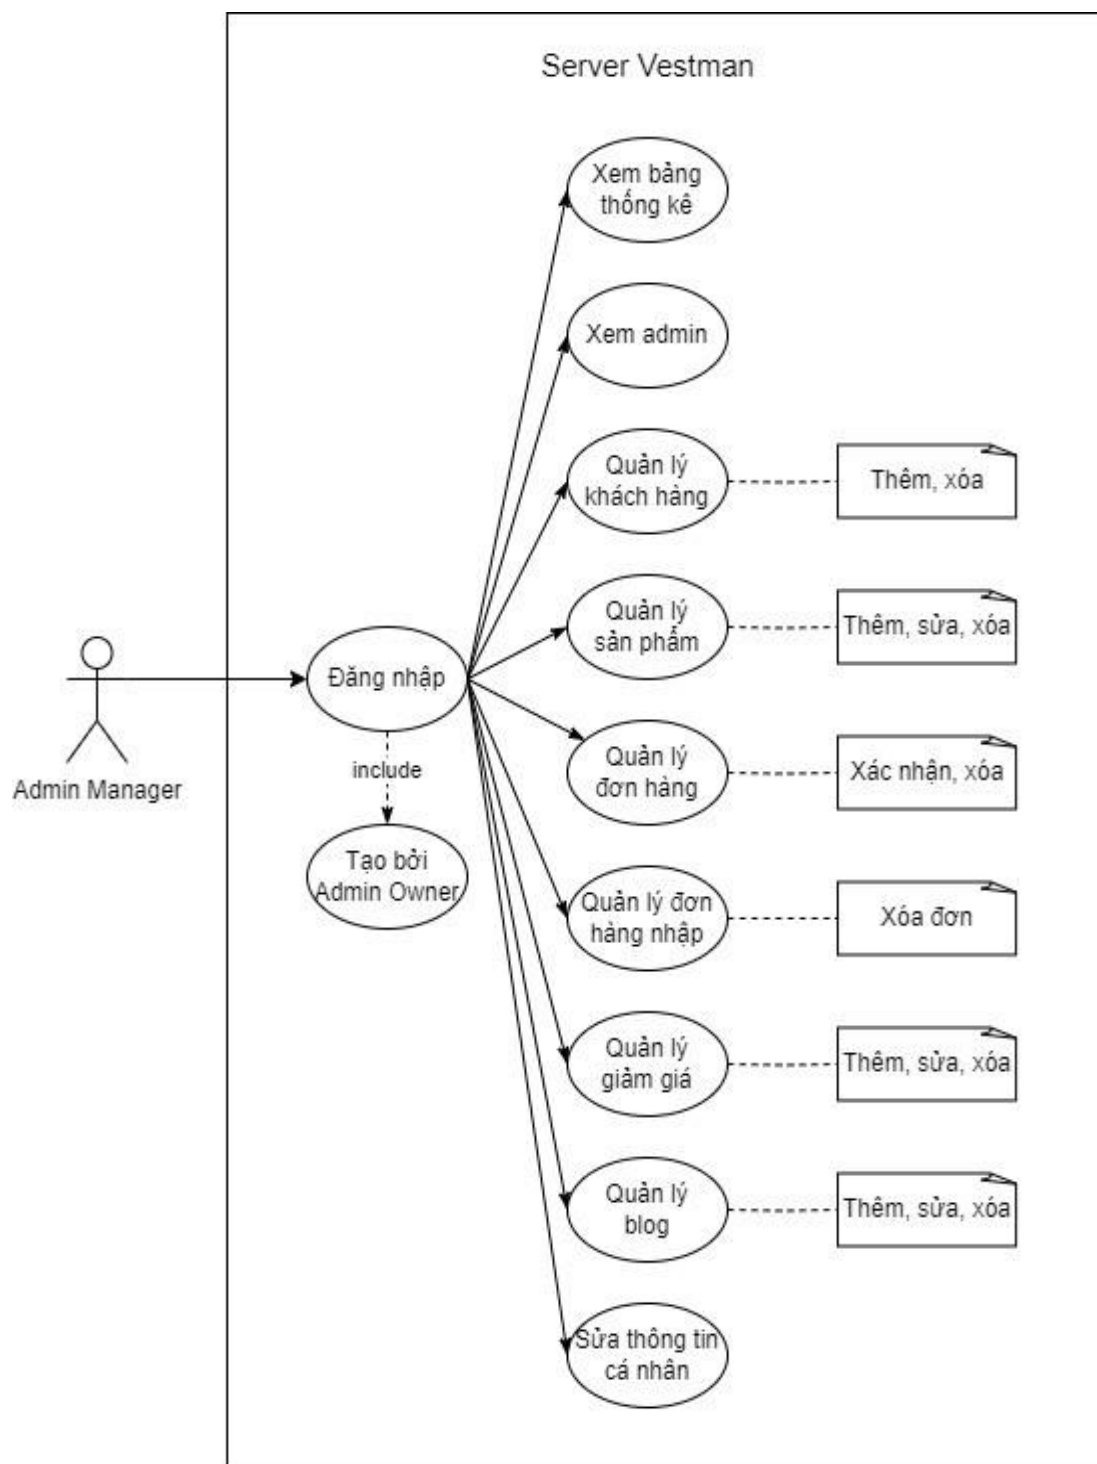 Server Vestman
Xem bảng
thống kê
Xem admin
Quản lý
khách hàng
Thêm, xóa
Quản lý
sản phẩm
Thêm, sửa, xóa
Đăng nhập
Admin Manager
include
Tạo bởi
Admin Owner
Quản lý
đơn hàng
Xác nhận, xóa
Quản lý đơn
hàng nhập
Xóa đơn
Quản lý
giảm giá
Thêm, sửa, xóa
Quản lý
blog
Thêm, sửa, xóa
Sửa thông tin
cá nhân